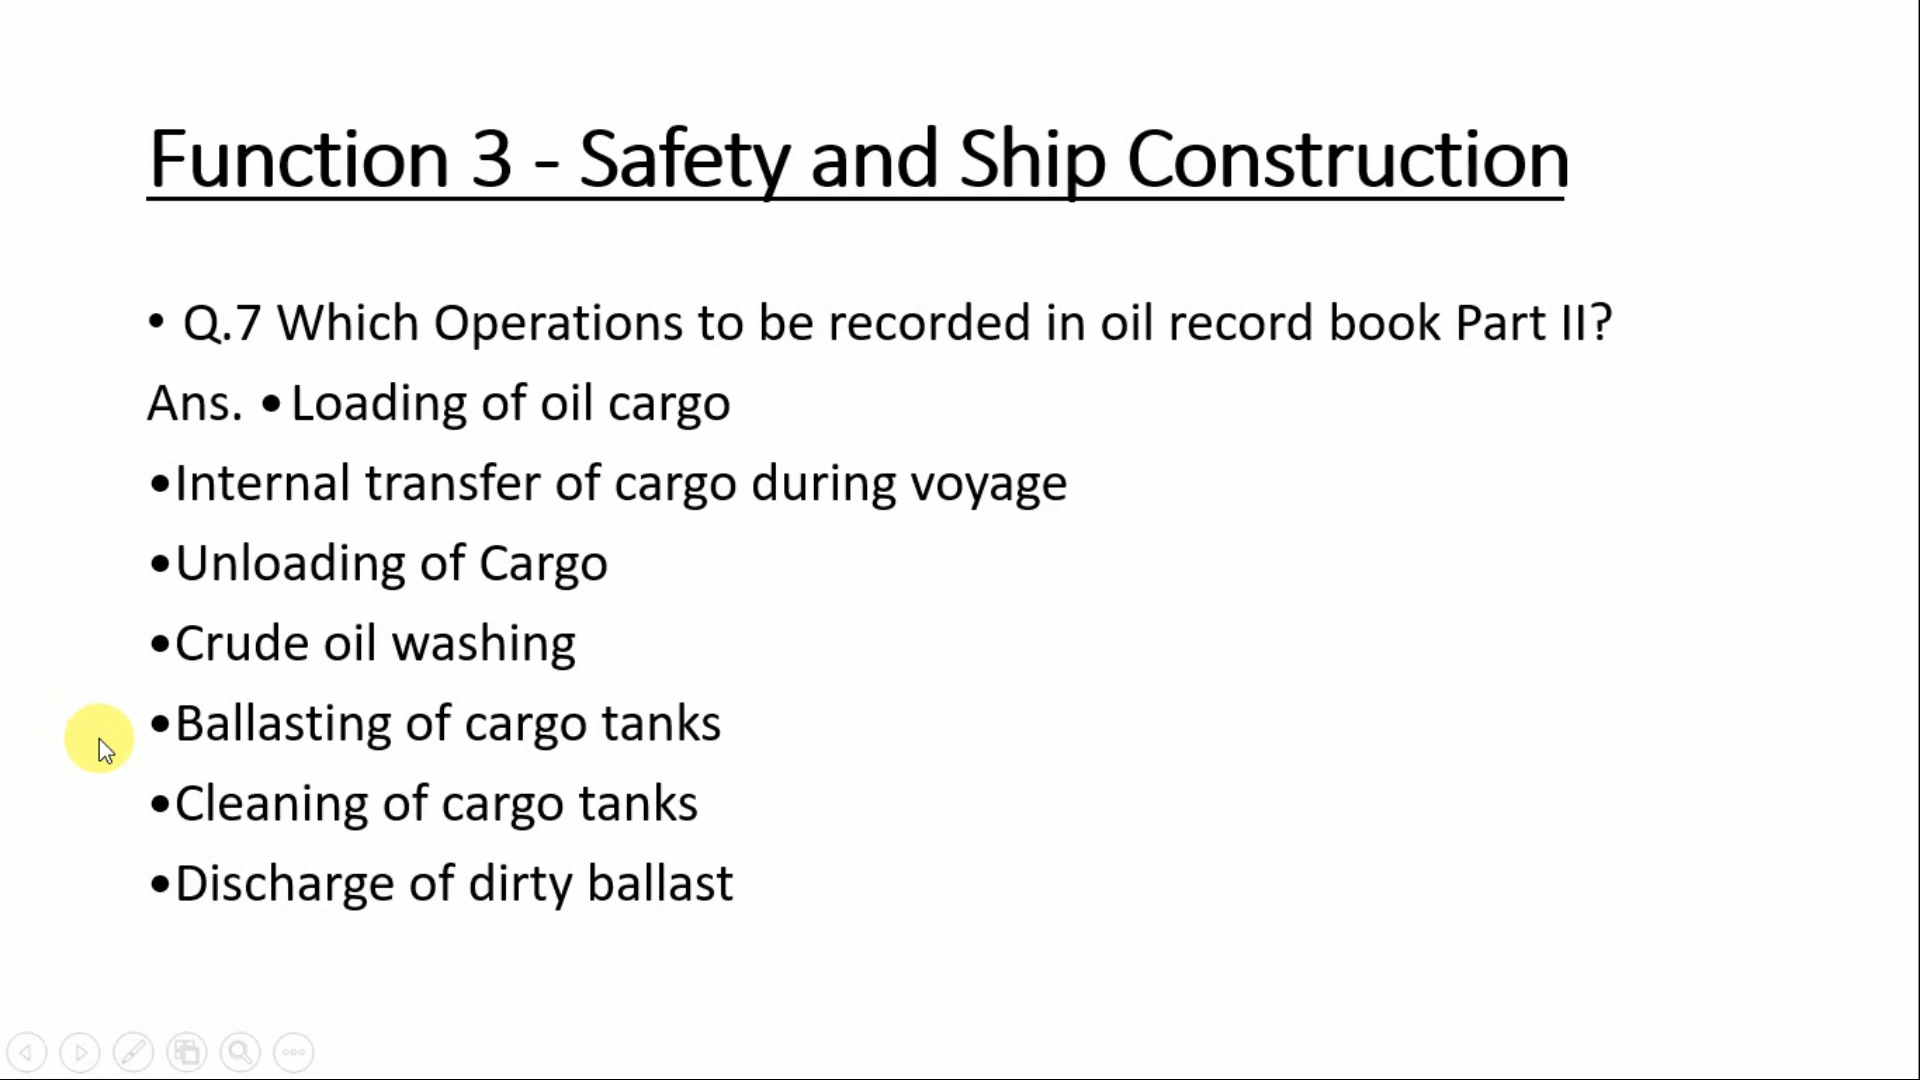 Function 3 - Safety and Ship Construction
• Q.7 Which Operations to be recorded in oil record book Part II?
Ans. •Loading of oil cargo
•Internal transfer of cargo during voyage
•Unloading of Cargo
•Crude oil washing
•Ballasting of cargo tanks
•Cleaning of cargo tanks
•Discharge of dirty ballast